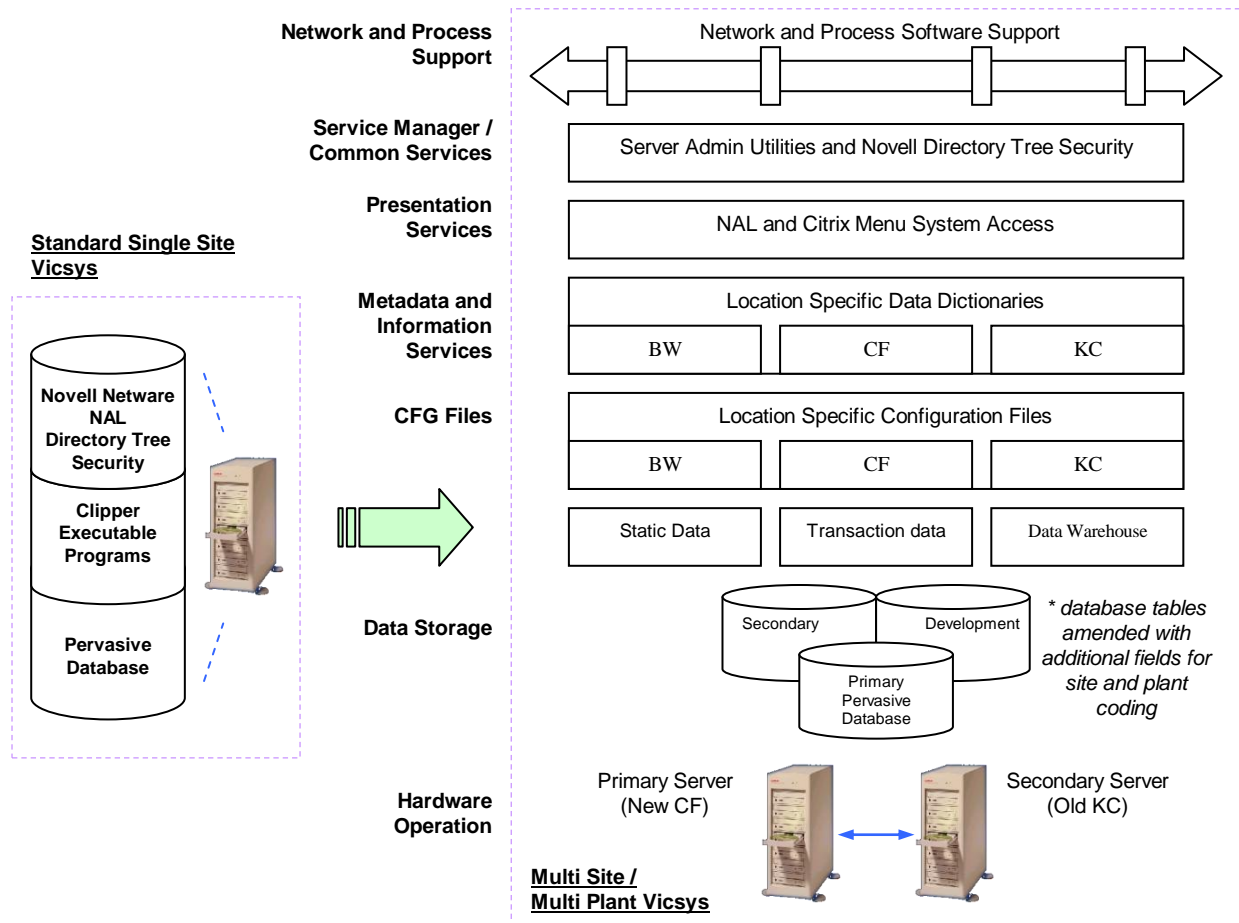 Network and Process
Support
Network and Process Software Support
Service Manager /
Common Services
Server Admin Utilities and Novell Directory Tree Security
Presentation
Services
NAL and Citrix Menu System Access
Standard Single Site
Vicsys
Novell Netware
NAL
Directory Tree
Security
Clipper
Executable
Programs
Pervasive
Database
Metadata and
Information
Services
Location Specific Data Dictionaries
BW
CF
KC
CFG Files
Location Specific Configuration Files
BW
CF
KC
Static Data
Transaction data
Data Warehouse
Data Storage
Secondary
Development
Primary
Pervasive
Database
* database tables
amended with
additional fields for
site and plant
coding
Hardware
Operation
Primary Server
(New CF)
Secondary Server
(Old KC)
Multi Site /
Multi Plant Vicsys